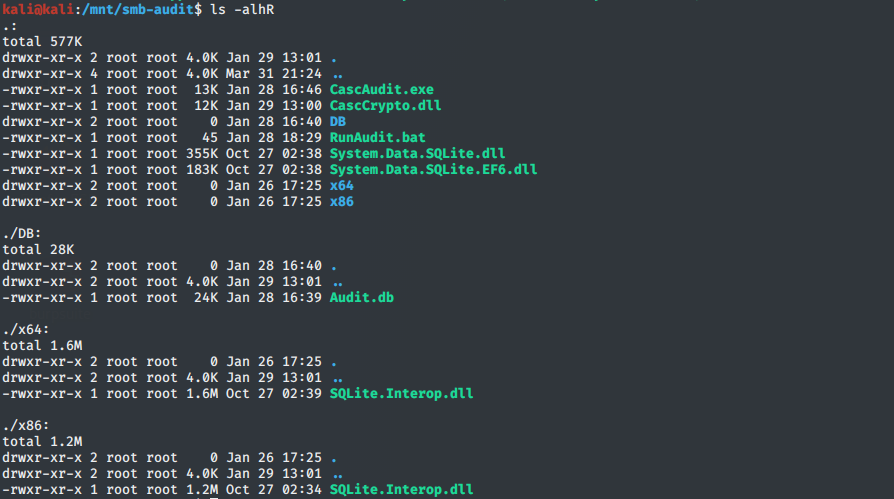 kali@kali:/mnt/smb-audit$ ls -alhR
.:
total 577K
drwxr-xr-x 2 root root 4.0K Jan 29 13:01 .
drwxr-xr-x 4 root root 4.0K Mar 31 21:24 ..
-rwxr-xr-x 1 root root  13K Jan 28 16:46 CascAudit.exe
-rwxr-xr-x 1 root root  12K Jan 29 13:00 CascCrypto.dll
drwxr-xr-x 2 root root    0 Jan 28 16:40 DB
-rwxr-xr-x 1 root root   45 Jan 28 18:29 RunAudit.bat
-rwxr-xr-x 1 root root 355K Oct 27 02:38 System.Data.SQLite.dll
-rwxr-xr-x 1 root root 183K Oct 27 02:38 System.Data.SQLite.EF6.dll
drwxr-xr-x 2 root root    0 Jan 26 17:25 x64
drwxr-xr-x 2 root root    0 Jan 26 17:25 x86
./DB:
total 28K
drwxr-xr-x 2 root root    0 Jan 28 16:40 .
drwxr-xr-x 2 root root 4.0K Jan 29 13:01 ..
-rwxr-xr-x 1 root root  24K Jan 28 16:39 Audit.db
./x64:
total 1.6M
drwxr-xr-x 2 root root    0 Jan 26 17:25 .
drwxr-xr-x 2 root root 4.0K Jan 29 13:01 ..
-rwxr-xr-x 1 root root 1.6M Oct 27 02:39 SQLite.Interop.dll
./x86:
total 1.2M
drwxr-xr-x 2 root root    0 Jan 26 17:25 .
drwxr-xr-x 2 root root 4.0K Jan 29 13:01 ..
-rwxr-xr-x 1 root root 1.2M Oct 27 02:34 SQLite.Interop.dll